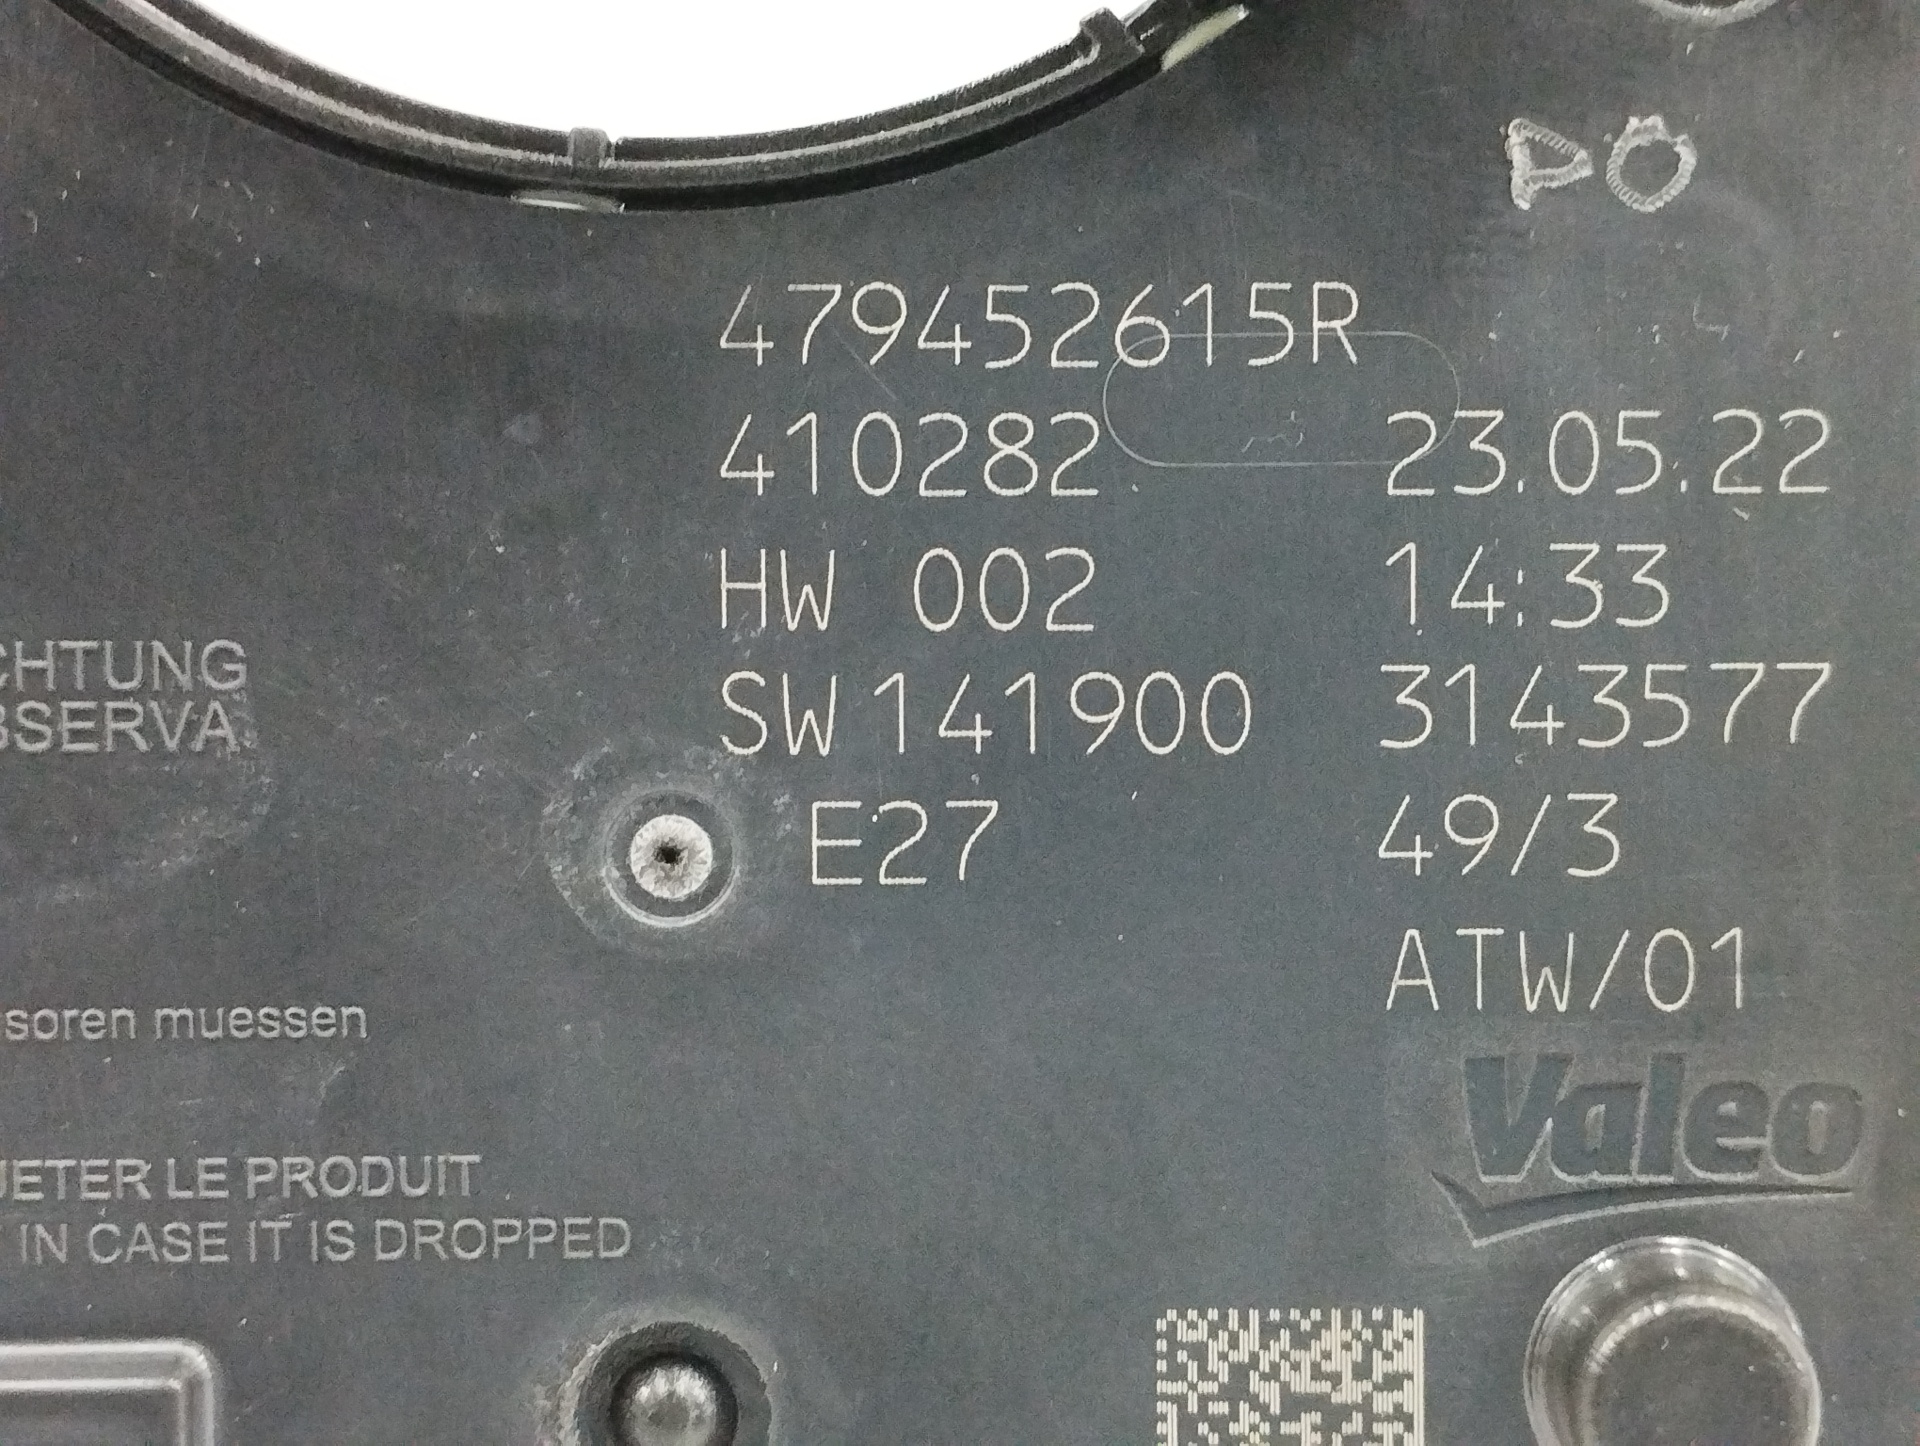 479452615R
410282 23.05.22
HW 002 14:33
SW 141900 3143577
E27 49/3
ATW/01
CHTUNG
BSERVA
soren muessen
JETER LE PRODUIT
IN CASE IT IS DROPPED
Valeo